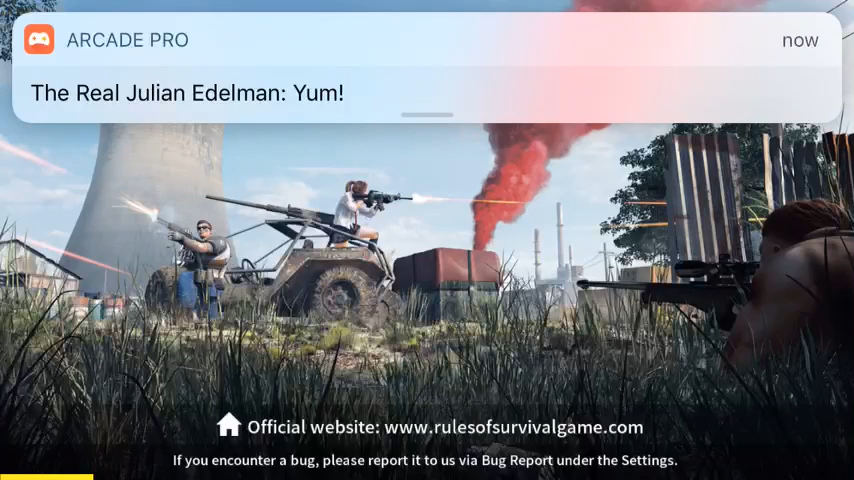 ARCADE PRO
now
The Real Julian Edelman: Yum!
Official website: www.rulesofsurvivalgame.com
If you encounter a bug, please report it to us via Bug Report under the Settings.